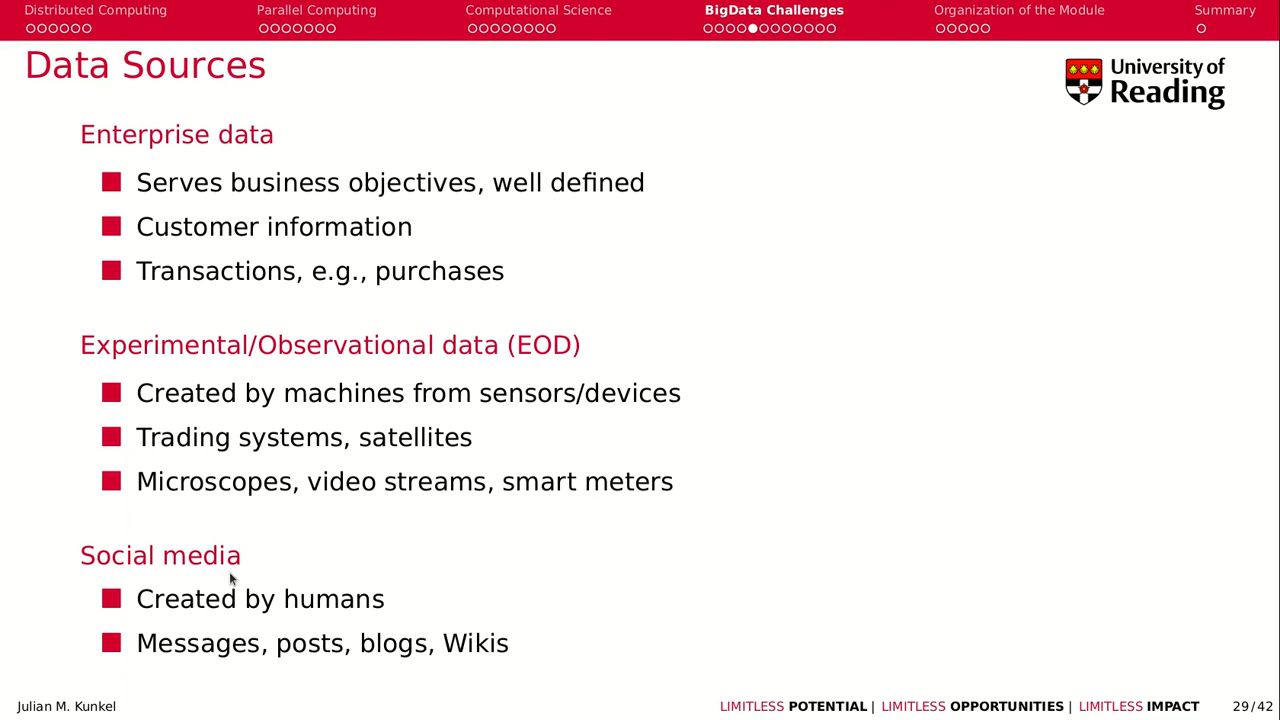 Distributed Computing Parallel Computing Computational Science BigData Challenges Organization of the Module Summary
Data Sources
University of
Reading
Enterprise data
Serves business objectives, well defined
Customer information
Transactions, e.g., purchases
Experimental/Observational data (EOD)
Created by machines from sensors/devices
Trading systems, satellites
Microscopes, video streams, smart meters
Social media
Created by humans
Messages, posts, blogs, Wikis
Julian M. Kunkel LIMITLESS POTENTIAL | LIMITLESS OPPORTUNITIES | LIMITLESS IMPACT 29/42